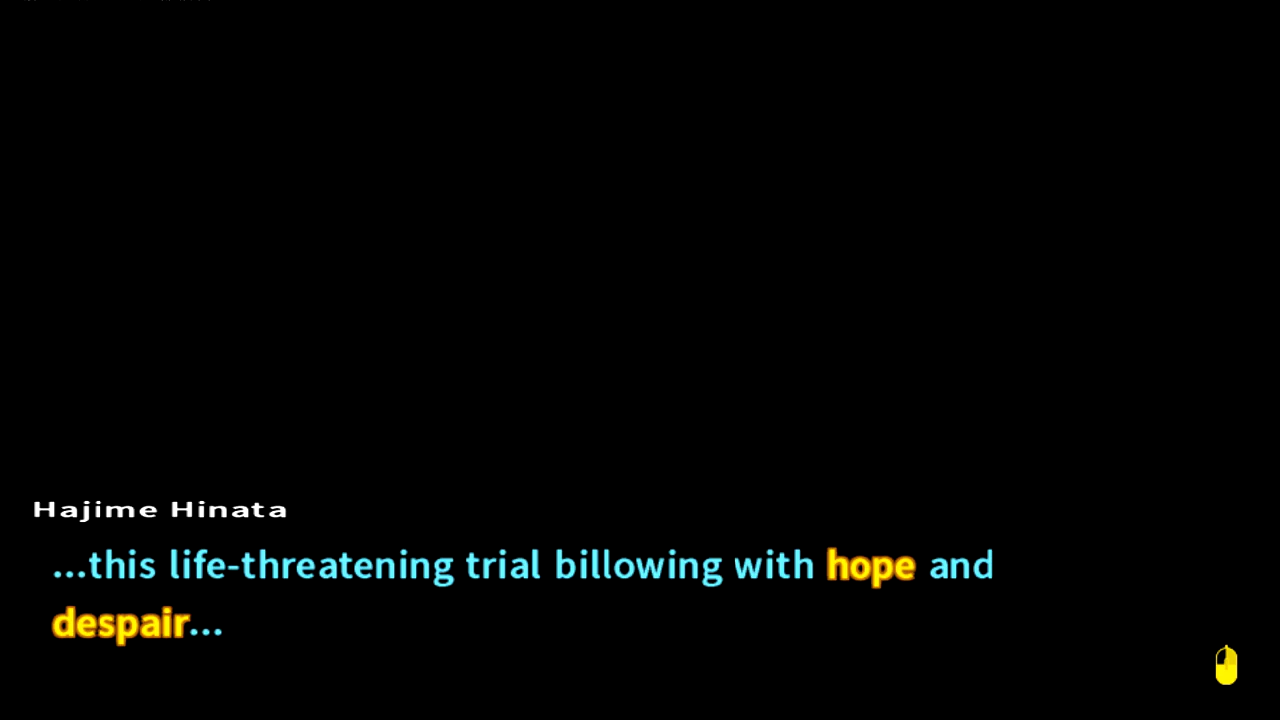 Hajime Hinata
...this life-threatening trial billowing with hope and
despair...